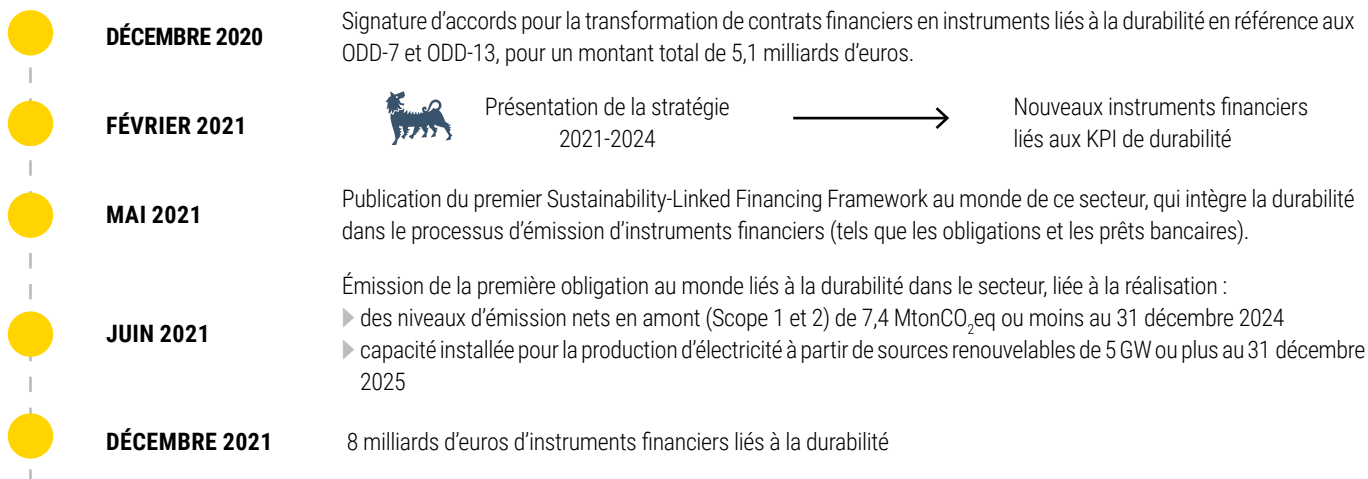 DÉCEMBRE 2020
Signature d'accords pour la transformation de contrats financiers en instruments liés à la durabilité en référence aux
ODD-7 et ODD-13, pour un montant total de 5,1 milliards d'euros.
FÉVRIER 2021
Présentation de la stratégie
2021-2024
Nouveaux instruments financiers
liés aux KPI de durabilité
MAI 2021
Publication du premier Sustainability-Linked Financing Framework au monde de ce secteur, qui intègre la durabilité
dans le processus d'émission d'instruments financiers (tels que les obligations et les prêts bancaires).
JUIN 2021
Émission de la première obligation au monde liés à la durabilité dans le secteur, liée à la réalisation :
des niveaux d'émission nets en amont (Scope 1 et 2) de 7,4 MtonCO₂eq ou moins au 31 décembre 2024
capacité installée pour la production d'électricité à partir de sources renouvelables de 5 GW ou plus au 31 décembre
2025
DÉCEMBRE 2021
8 milliards d'euros d'instruments financiers liés à la durabilité